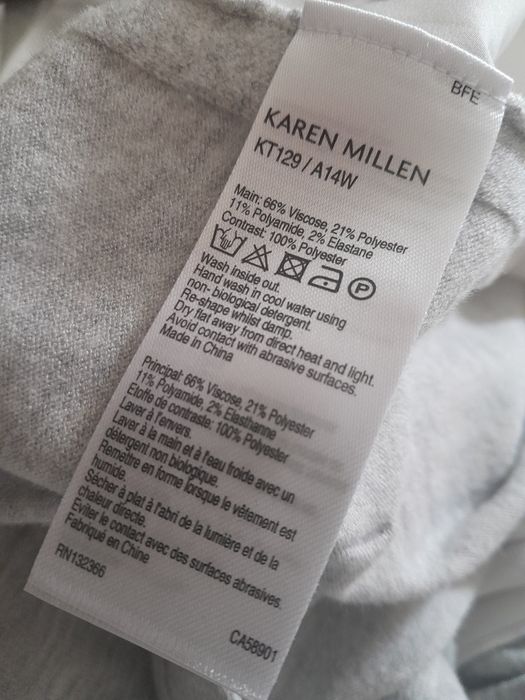 BFE
KAREN MILLEN
KT129 / A14W
Main: 66% Viscose, 21% Polyester
11% Polyamide, 2% Elastane
Contrast: 100% Polyester
P
Wash inside out.
Hand wash in cool water using
non- biological detergent.
Re-shape whilst damp.
Dry flat away from direct heat and light.
Avoid contact with abrasive surfaces.
Made in China
Principal: 66% Viscose, 21% Polyester
11% Polyamide, 2% Elasthanne
Etoffe de contraste: 100% Polyester
Laver à l'envers.
Laver à la main et à l'eau froide avec un
détergent non biologique.
Remettre en forme lorsque le vêtement est
humide.
Sécher à plat à l'abri de la lumière et de la
chaleur directe.
Eviter le contact avec des surfaces abrasives.
Fabriqué en Chine
RN132366
CA58901